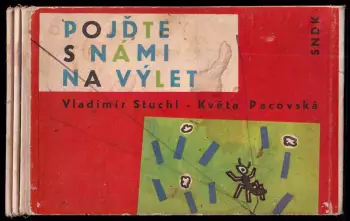 POJĎTE
S NÁMI
NA VÝLET
Vladimír Stuchl - Květa Pacovská
SNDK